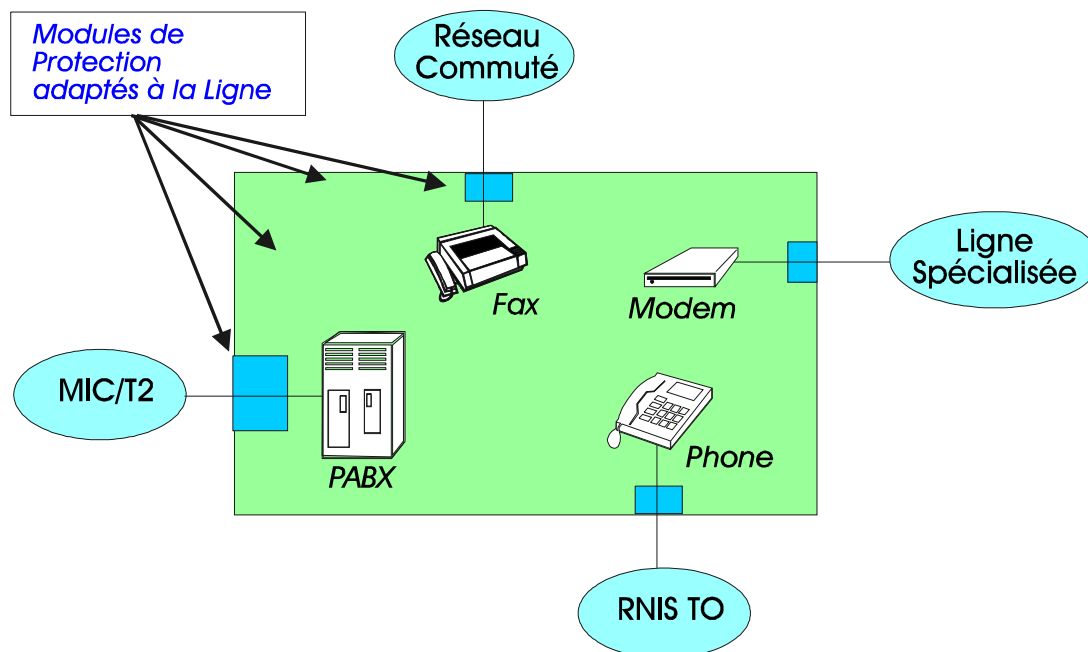 Modules de
Protection
adaptés à la Ligne
Réseau
Commuté
Fax
Modem
Ligne
Spécialisée
MIC/T2
PABX
Phone
RNIS TO